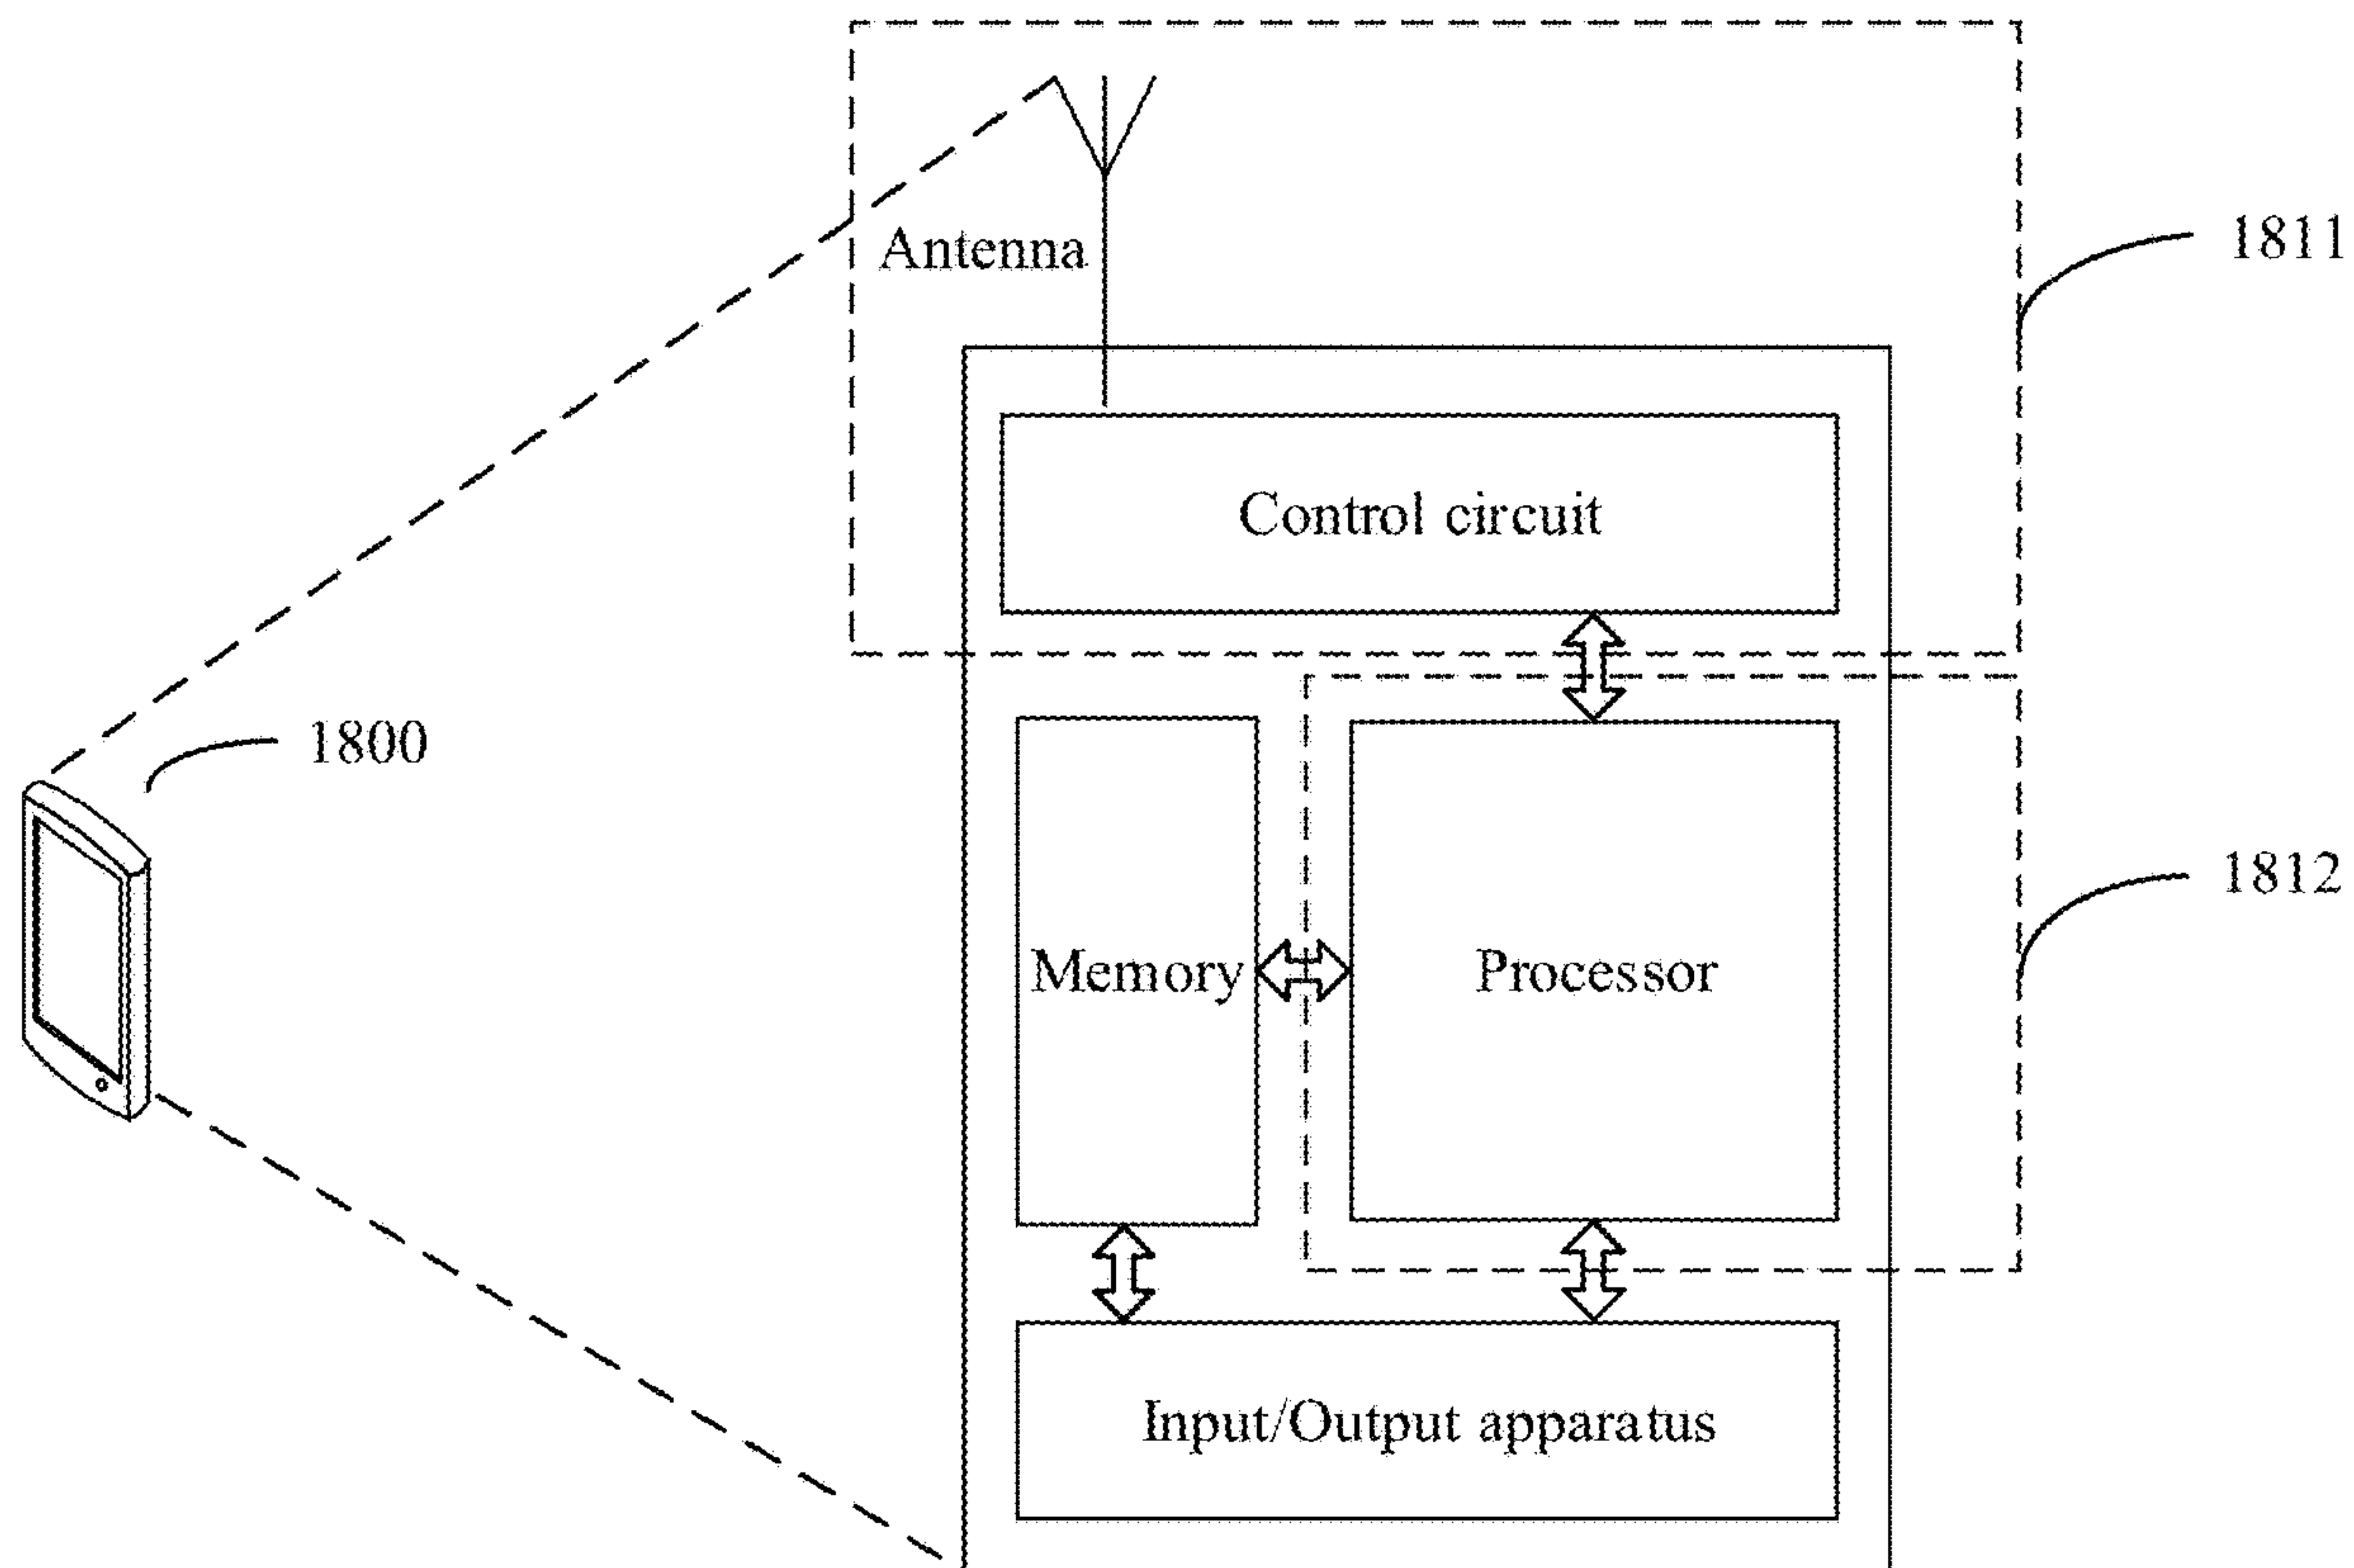 Antenna
1811
Control circuit
1800
1812
Memory
Processor
Input/Output apparatus